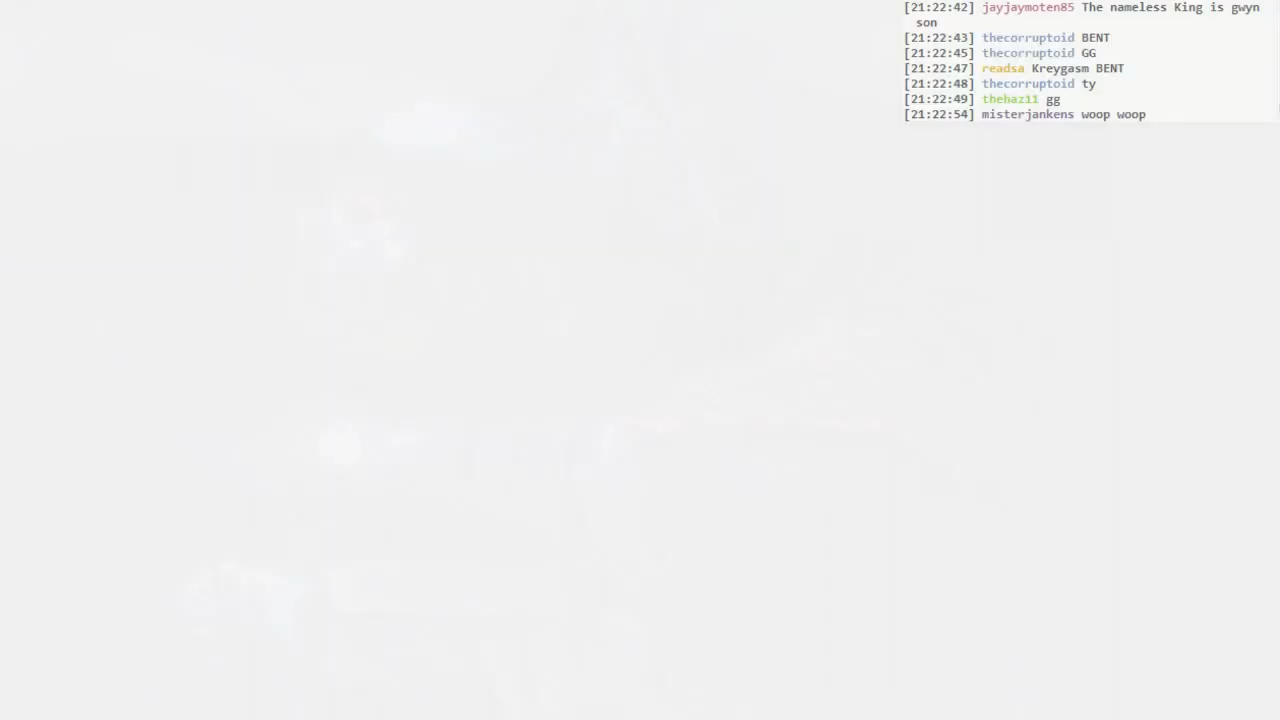 [21:22:42] jayjaymoten85 The nameless King is gwyn
son
[21:22:43] thecorruptoid BENT
[21:22:45] thecorruptoid GG
[21:22:47] readsa Kreygasm BENT
[21:22:48] thecorruptoid ty
[21:22:49] thehaz11 gg
[21:22:54] misterjankens woop woop